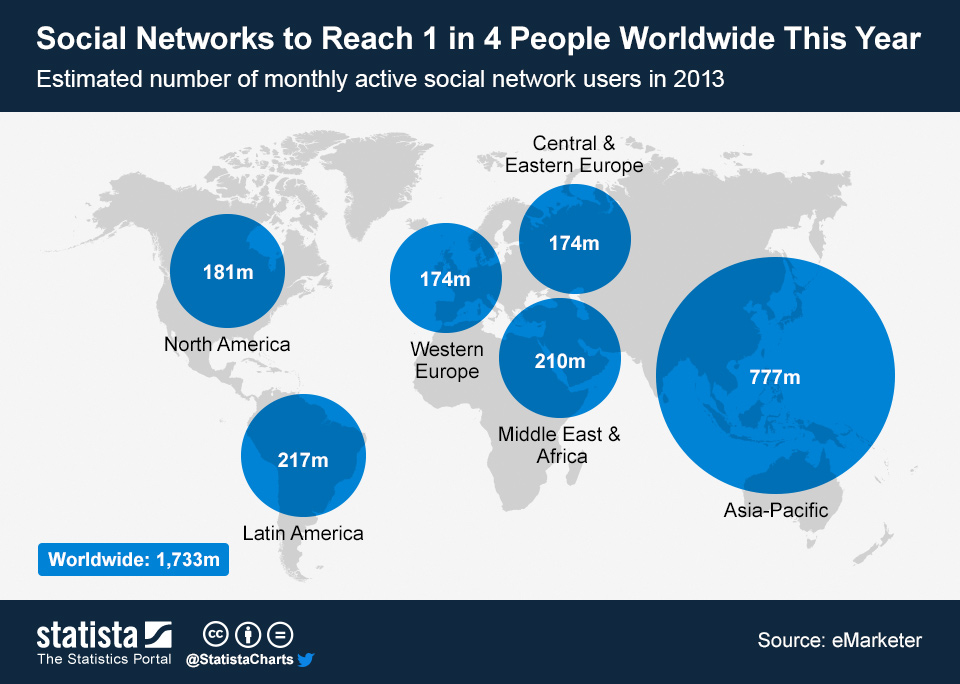 Social Networks to Reach 1 in 4 People Worldwide This Year
Estimated number of monthly active social network users in 2013
Central &
Eastern Europe
174m
181m
North America
174m
Western
Europe
210m
Middle East &
Africa
777m
Asia-Pacific
217m
Latin America
Worldwide: 1,733m
statista
The Statistics Portal
cc
@StatistaCharts
Source: eMarketer